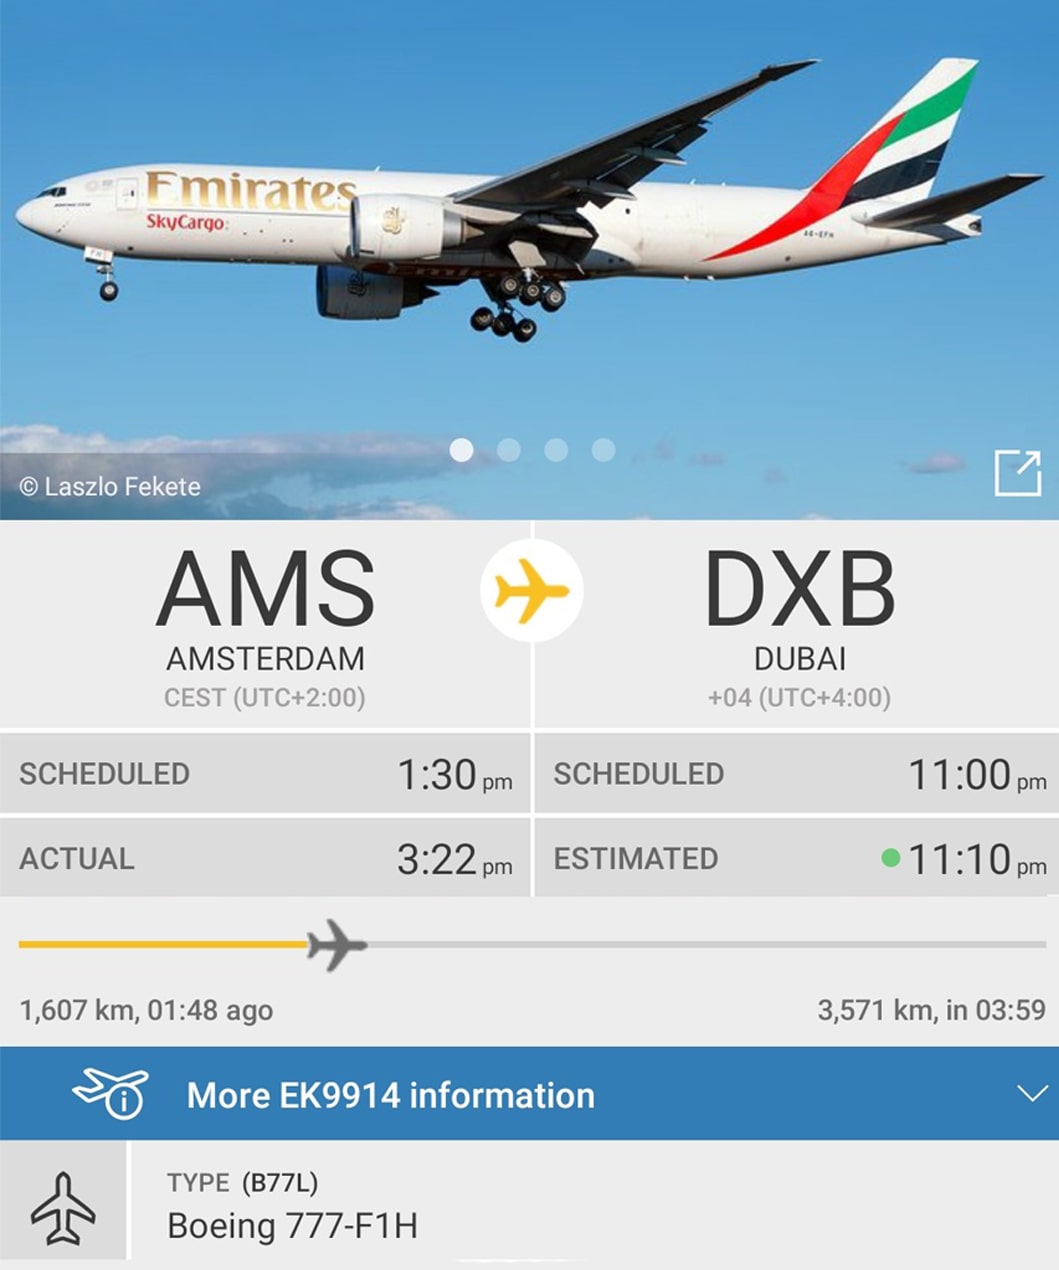 Emirates
SkyCargo
A6-EFH
© Laszlo Fekete
AMS
AMSTERDAM
CEST (UTC+2:00)
DXB
DUBAI
+04 (UTC+4:00)
SCHEDULED 1:30 pm
SCHEDULED 11:00 pm
ACTUAL 3:22 pm
ESTIMATED 11:10 pm
1,607 km, 01:48 ago
3,571 km, in 03:59
More EK9914 information
TYPE (B77L)
Boeing 777-F1H